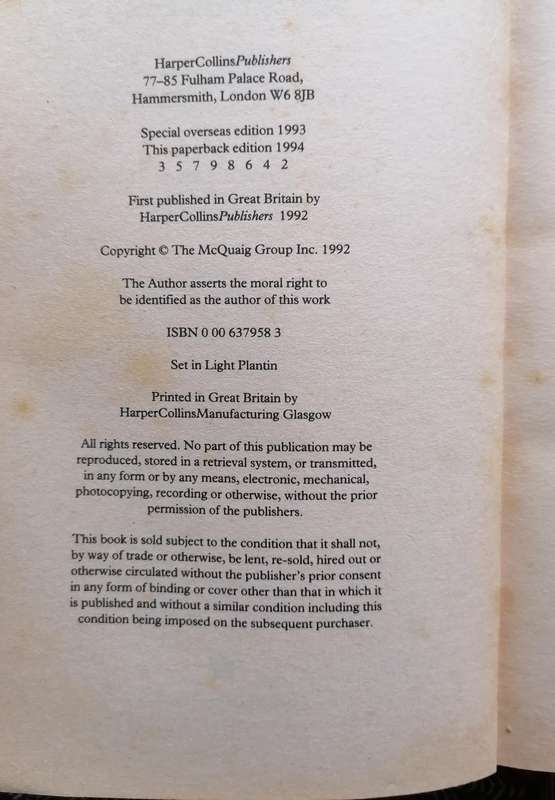 HarperCollinsPublishers
77–85 Fulham Palace Road,
Hammersmith, London W6 8JB
Special overseas edition 1993
This paperback edition 1994
3 5 7 9 8 6 4 2
First published in Great Britain by
HarperCollinsPublishers 1992
Copyright © The McQuaig Group Inc. 1992
The Author asserts the moral right to
be identified as the author of this work
ISBN 0 00 637958 3
Set in Light Plantin
Printed in Great Britain by
HarperCollinsManufacturing Glasgow
All rights reserved. No part of this publication may be
reproduced, stored in a retrieval system, or transmitted,
in any form or by any means, electronic, mechanical,
photocopying, recording or otherwise, without the prior
permission of the publishers.
This book is sold subject to the condition that it shall not,
by way of trade or otherwise, be lent, re-sold, hired out or
otherwise circulated without the publisher's prior consent
in any form of binding or cover other than that in which it
is published and without a similar condition including this
condition being imposed on the subsequent purchaser.